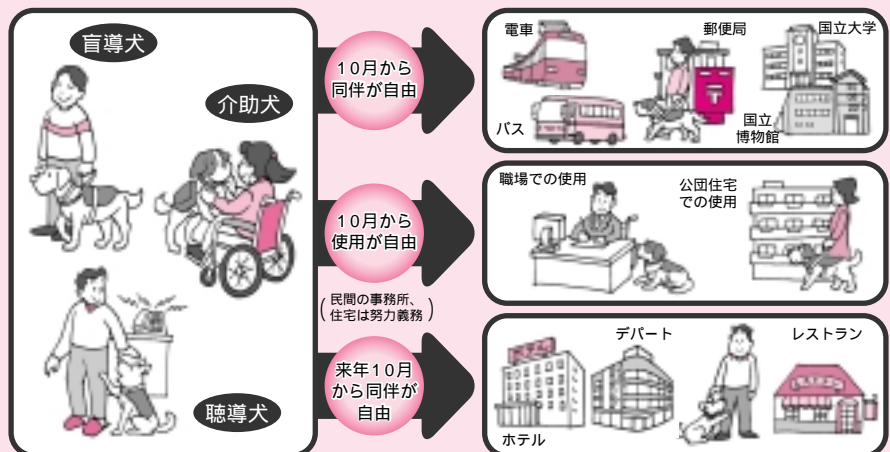 盲導犬
介助犬
聴導犬
10月から
同伴が自由
電車
バス
郵便局
国立大学
国立
博物館
10月から
使用が自由
(民間の事務所、
住宅は努力義務)
職場での使用
公団住宅
での使用
来年10月
から同伴が
自由
ホテル
デパート
レストラン